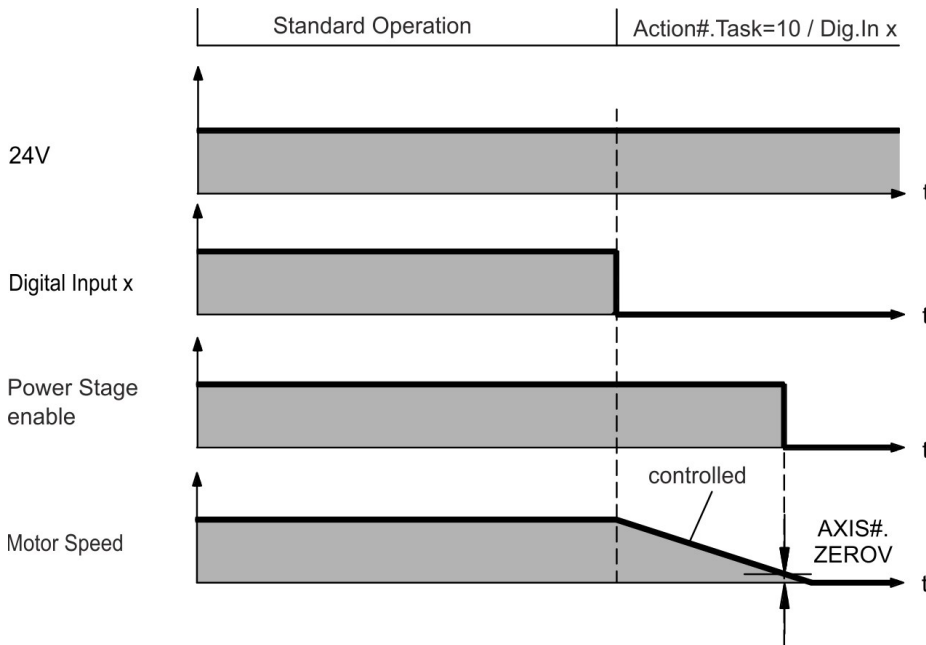 Standard Operation
Action#.Task=10 / Dig.In x
24V
t
Digital Input x
t
Power Stage
enable
t
controlled
Motor Speed
AXIS#.
ZEROV
t